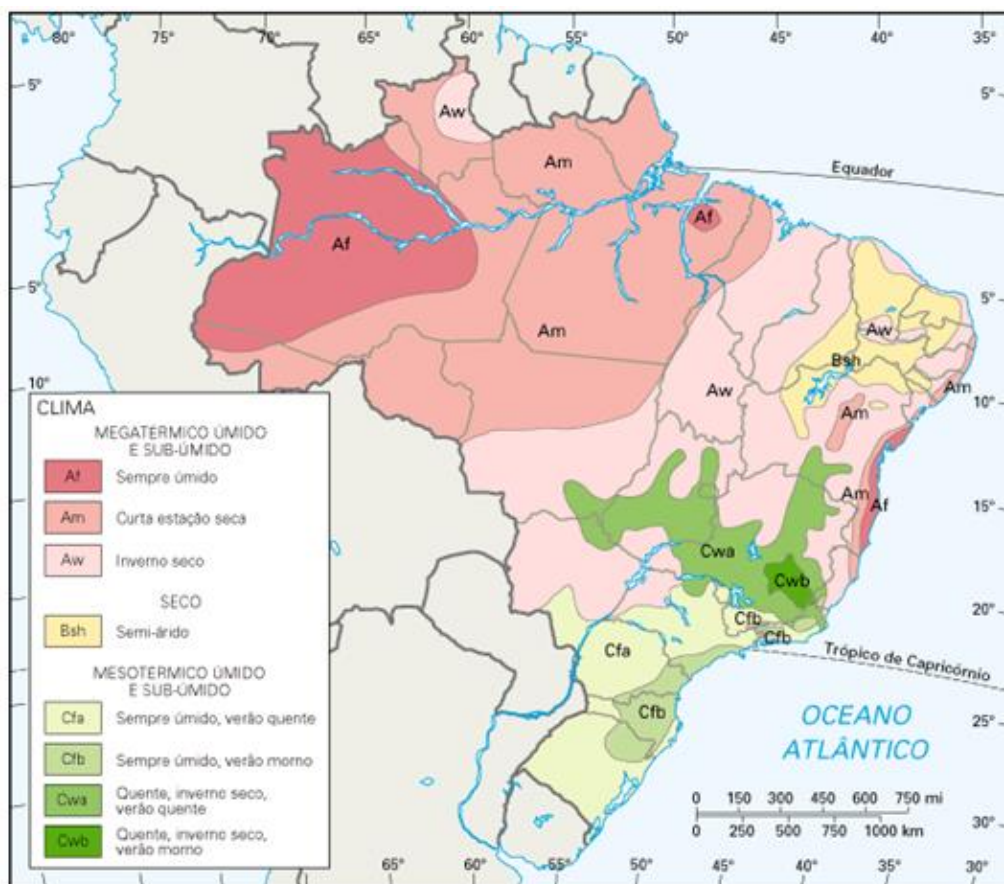 80° 75° 70° 65° 60° 55° 50° 45° 40° 35°
5°
5°
Aw
Am
Equador
Af
Af
5°
5°
Am
Aw
Bsh
Aw
10°
Am
10°
Am
CLIMA
MEGATERMICO ÚMIDO
E SUB-ÚMIDO
Af Sempre úmido
Am Curta estação seca
Aw Inverno seco
SECO
Bsh Semi-árido
MESOTERMICO ÚMIDO
E SUB-ÚMIDO
Cfa Sempre úmido, verão quente
Cfb Sempre úmido, verão morno
Cwa Quente, inverno seco,
verão quente
Cwb Quente, inverno seco,
verão morno
Am
Af
15°
Cwa
Cwb
20°
Cfb
Cfb
Cfa
Trópico de Capricórnio
Cfb
OCEANO
ATLÂNTICO
25°
0 150 300 450 600 750 mi
0 250 500 750 1000 km
30°
65° 60° 55° 50° 45° 40° 35° 30°